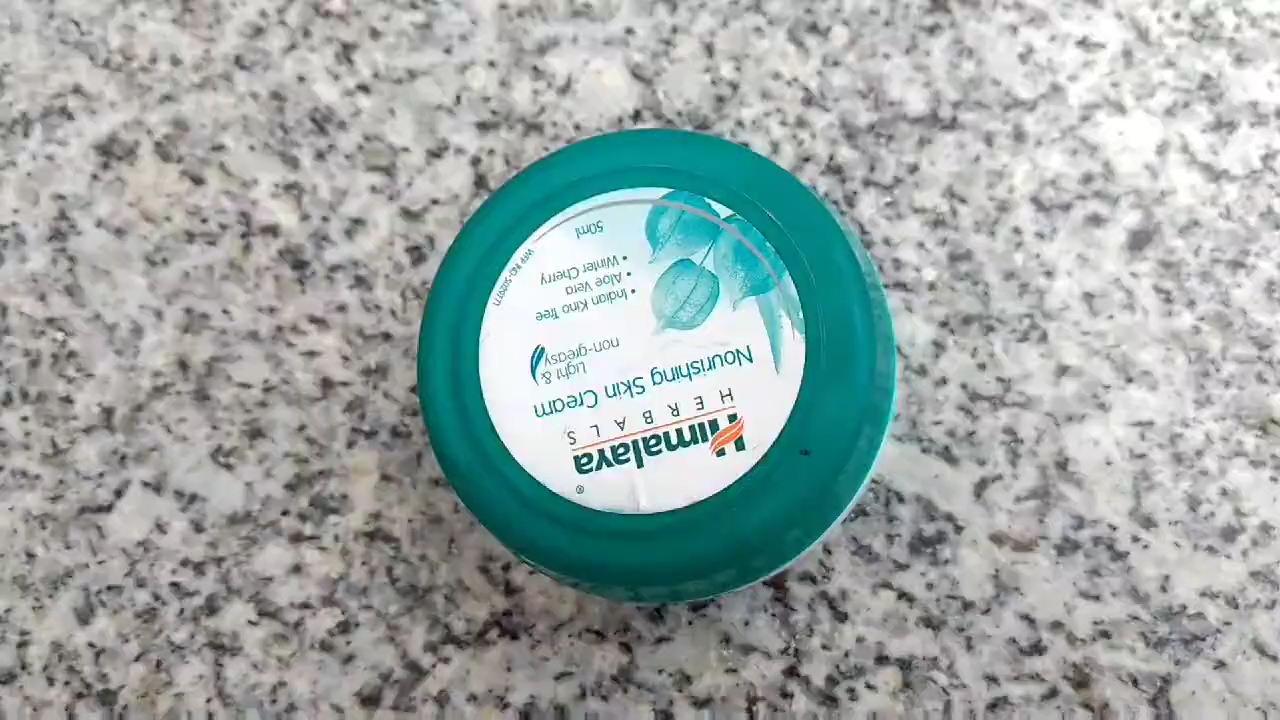 ®
Himalaya
HERBALS
Nourishing Skin Cream
Light &
non-greasy
• Indian Kino Tree
• Aloe Vera
• Winter Cherry
50ml